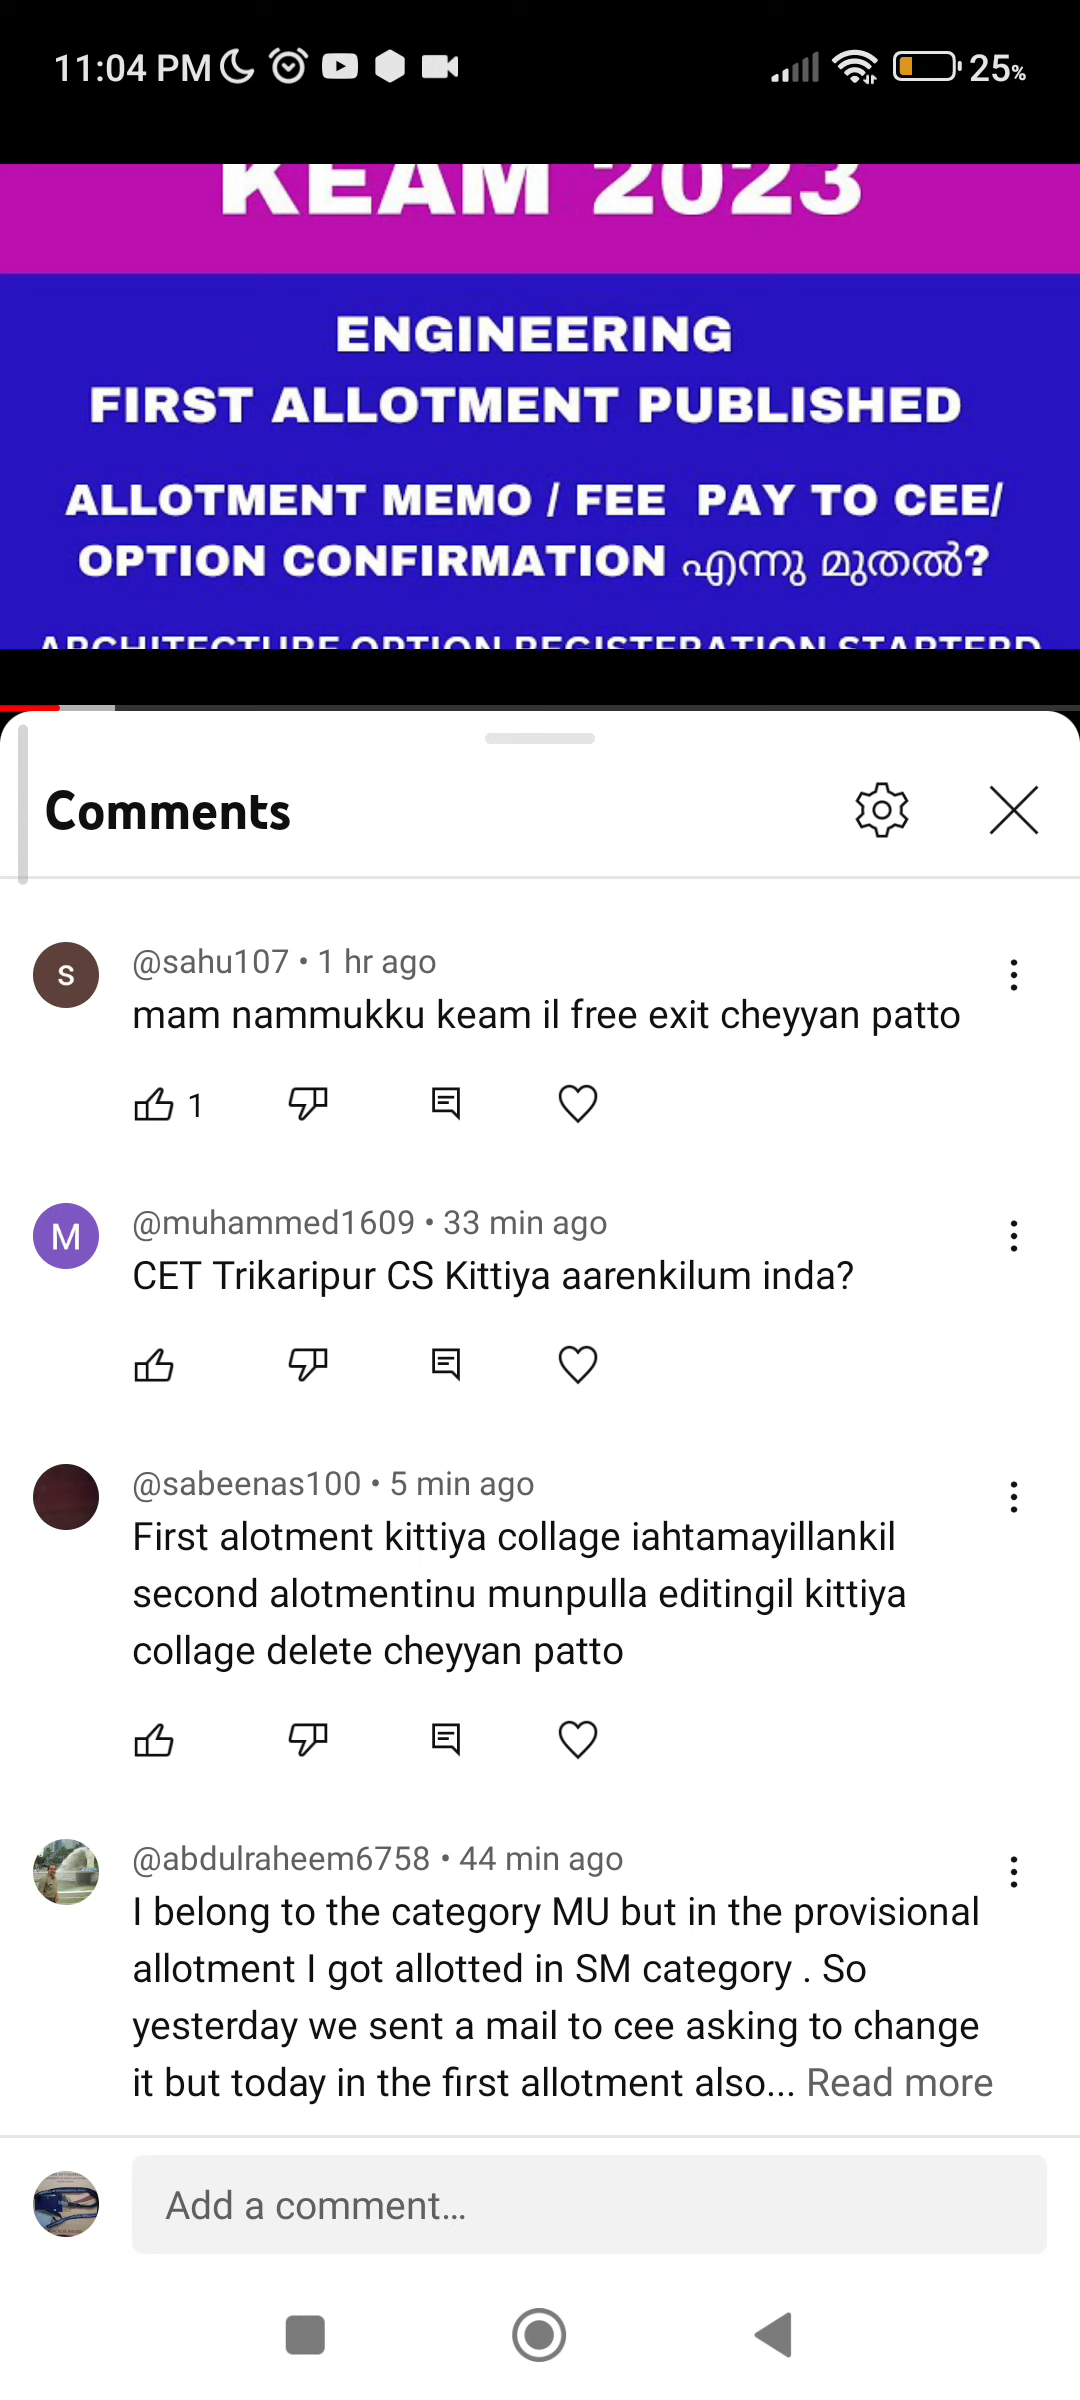 11:04 PM
25%
KEAM 2023
ENGINEERING
FIRST ALLOTMENT PUBLISHED
ALLOTMENT MEMO / FEE PAY TO CEE/
OPTION CONFIRMATION എന്നു മുതൽ?
ARCHITECTURE OPTION REGISTERATION STARTERD
Comments
S
@sahu107 • 1 hr ago
mam nammukku keam il free exit cheyyan patto
1
M
@muhammed1609 • 33 min ago
CET Trikaripur CS Kittiya aarenkilum inda?
@sabeenas100 • 5 min ago
First alotment kittiya collage iahtamayillankil
second alotmentinu munpulla editingil kittiya
collage delete cheyyan patto
@abdulraheem6758 • 44 min ago
I belong to the category MU but in the provisional
allotment I got allotted in SM category . So
yesterday we sent a mail to cee asking to change
it but today in the first allotment also... Read more
Add a comment...